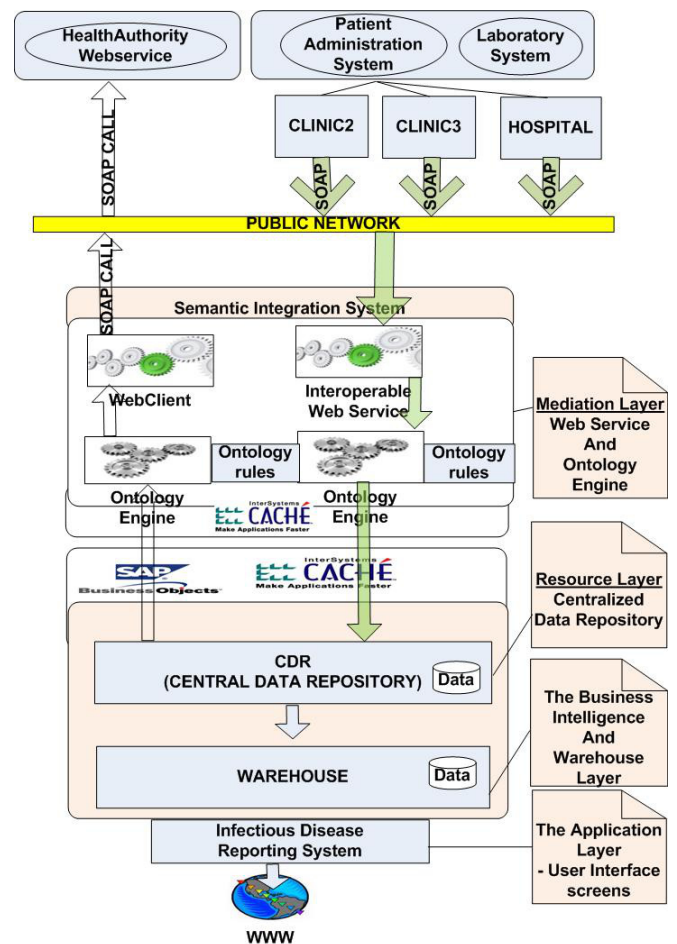 HealthAuthority
Webservice
Patient
Administration
System
Laboratory
System
CLINIC2
CLINIC3
HOSPITAL
SOAP CALL
SOAP
SOAP
SOAP
PUBLIC NETWORK
SOAP CALL
Semantic Integration System
WebClient
Interoperable
Web Service
Mediation Layer
Web Service
And
Ontology
Engine
Ontology
rules
Ontology
rules
Ontology
Engine
Ontology
Engine
InterSystems
CACHÉ
Make Applications Faster
SAP
BusinessObjects
InterSystems
CACHÉ
Make Applications Faster
Resource Layer
Centralized
Data Repository
CDR
(CENTRAL DATA REPOSITORY)
Data
The Business
Intelligence
And
Warehouse
Layer
WAREHOUSE
Data
Infectious Disease
Reporting System
The Application
Layer
- User Interface
screens
WWW